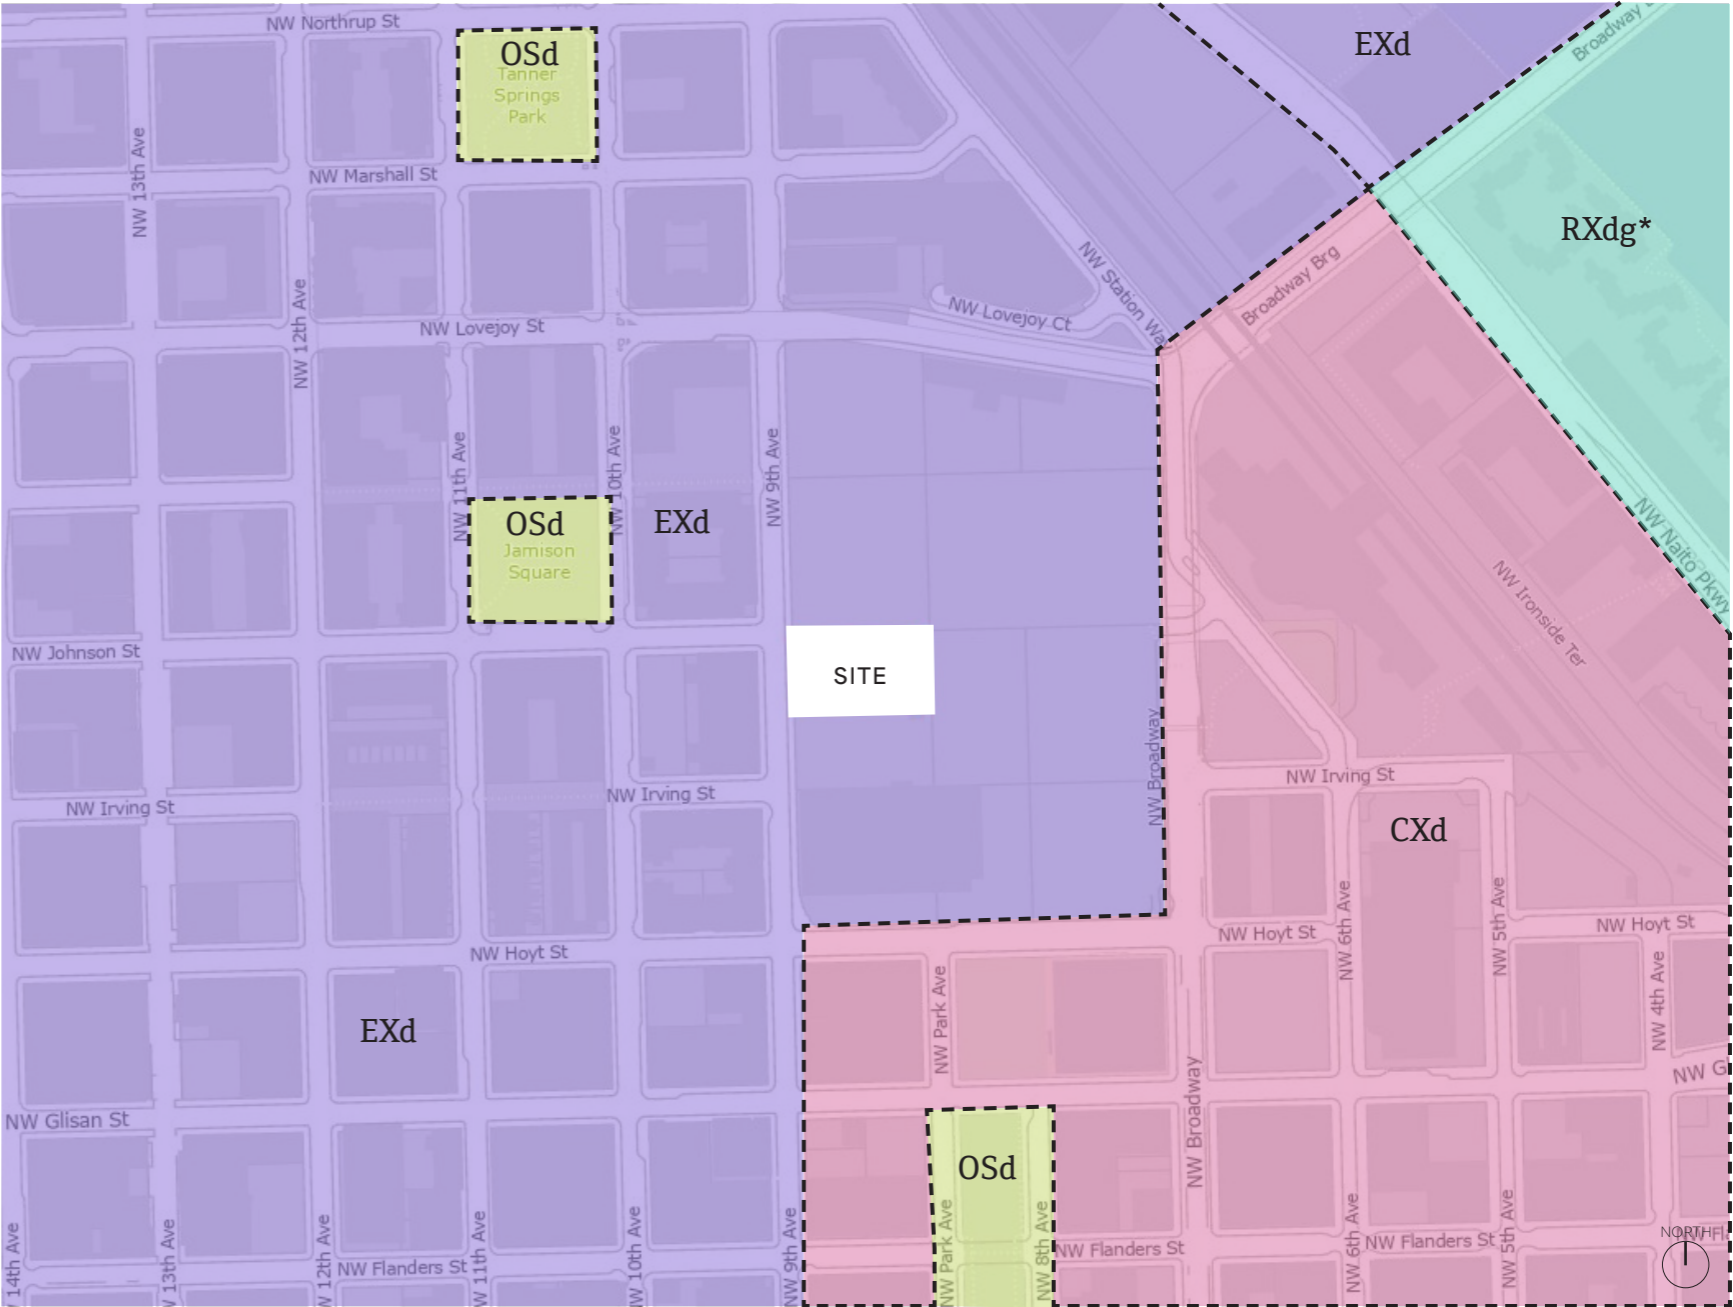 NW Northrup St
OSd
Tanner
Springs
Park
EXd
Broadway
NW 13th Ave
NW Marshall St
RXdg*
NW Station Way
Broadway Brg
NW 12th Ave
NW Lovejoy St
NW Lovejoy Ct
NW 11th Ave
NW 10th Ave
NW 9th Ave
OSd
Jamison
Square
EXd
NW Naito Pkwy
NW Ironside Ter
NW Johnson St
SITE
NW Broadway
NW Irving St
NW Irving St
NW Irving St
CXd
NW 6th Ave
NW 5th Ave
NW Hoyt St
NW Hoyt St
NW Hoyt St
NW Park Ave
NW 4th Ave
EXd
NW G
NW Glisan St
NW Broadway
OSd
14th Ave
13th Ave
12th Ave
NW 11th Ave
10th Ave
NW 9th Ave
NW Park Ave
NW 8th Ave
NW 6th Ave
NW 5th Ave
NW Flanders St
NW Flanders St
NW Flanders St
NORTH
NW Fl